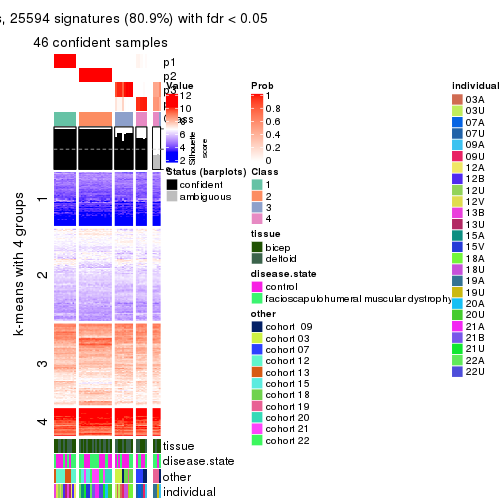 s, 25594 signatures (80.9%) with fdr < 0.05
46 confident samples
p1
p2
p3
Value
12
10
8
6
4
2
Silhouette
score
Status (barplots)
confident
ambiguous
Prob
1
0.8
0.6
0.4
0.2
0
Class
1
2
3
4
tissue
bicep
deltoid
disease.state
control
facioscapulohumeral muscular dystrophy
other
cohort 09
cohort 03
cohort 07
cohort 12
cohort 13
cohort 15
cohort 18
cohort 19
cohort 20
cohort 21
cohort 22
individual
03A
03U
07A
07U
09A
09U
12A
12B
12U
12V
13B
13U
15A
15V
18A
18U
19A
19U
20A
20U
21A
21B
21U
22A
22U
k-means with 4 groups
1
2
3
4
tissue
disease.state
other
individual